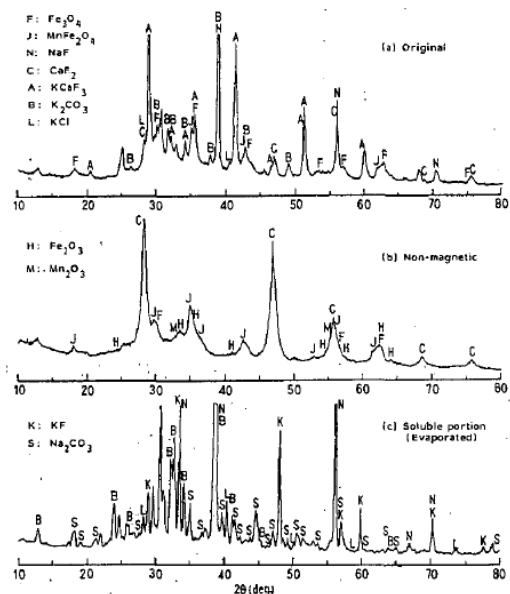 F: Fe3O4
J: MnFe2O4
N: NaF
C: CaF2
A: KCaF3
B: K2CO3
L: KCl
(a) Original
B
A N A
A
F B F B B A B A F B L B F A C B A A F C N F A J F C N F C
10 20 30 40 50 60 70 80
H: Fe2O3
M: Mn2O3
(b) Non-magnetic
C C
J H J F M H J H J H J J H M C J F H J H F H C C
10 20 30 40 50 60 70 80
K: KF
S: Na2CO3
(c) Soluble portion
(Evaporated)
K N N B K N
B S S S B B S S L K B B B S S S L B S S S B S K S S S S S K L K S S B S N N K L K S
10 20 30 40 50 60 70 80
2θ(deg)